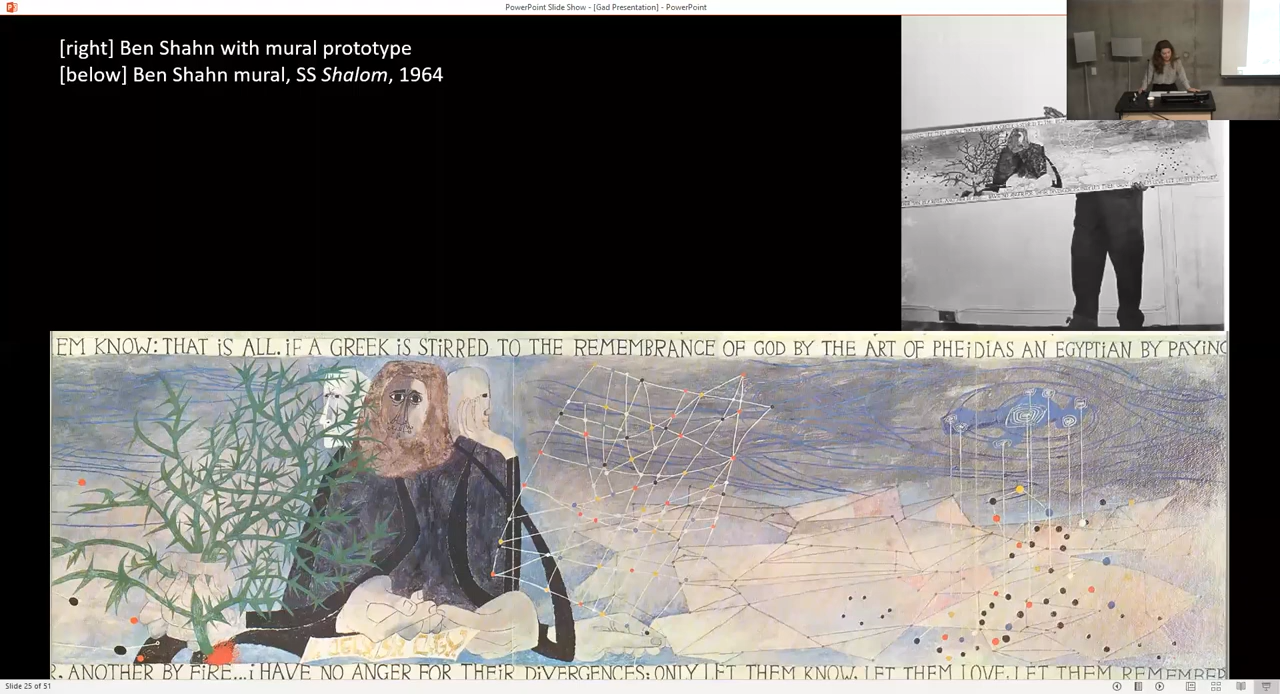 PowerPoint Slide Show - [Gad Presentation] - PowerPoint
[right] Ben Shahn with mural prototype
[below] Ben Shahn mural, SS Shalom, 1964
EM KNOW: THAT iS ALL. iF A GREEK iS STiRRED TO THE REMEMBRANCE OF GOD BY THE ART OF PHEiDiAS AN EGYPTiAN BY PAYiNG
R. ANOTHER BY FiRE...i HAVE NO ANGER FOR THEiR DiVERGENCES; ONLY LET THEM KNOW, LET THEM LOVE, LET THEM REMEMBER
Slide 25 of 51